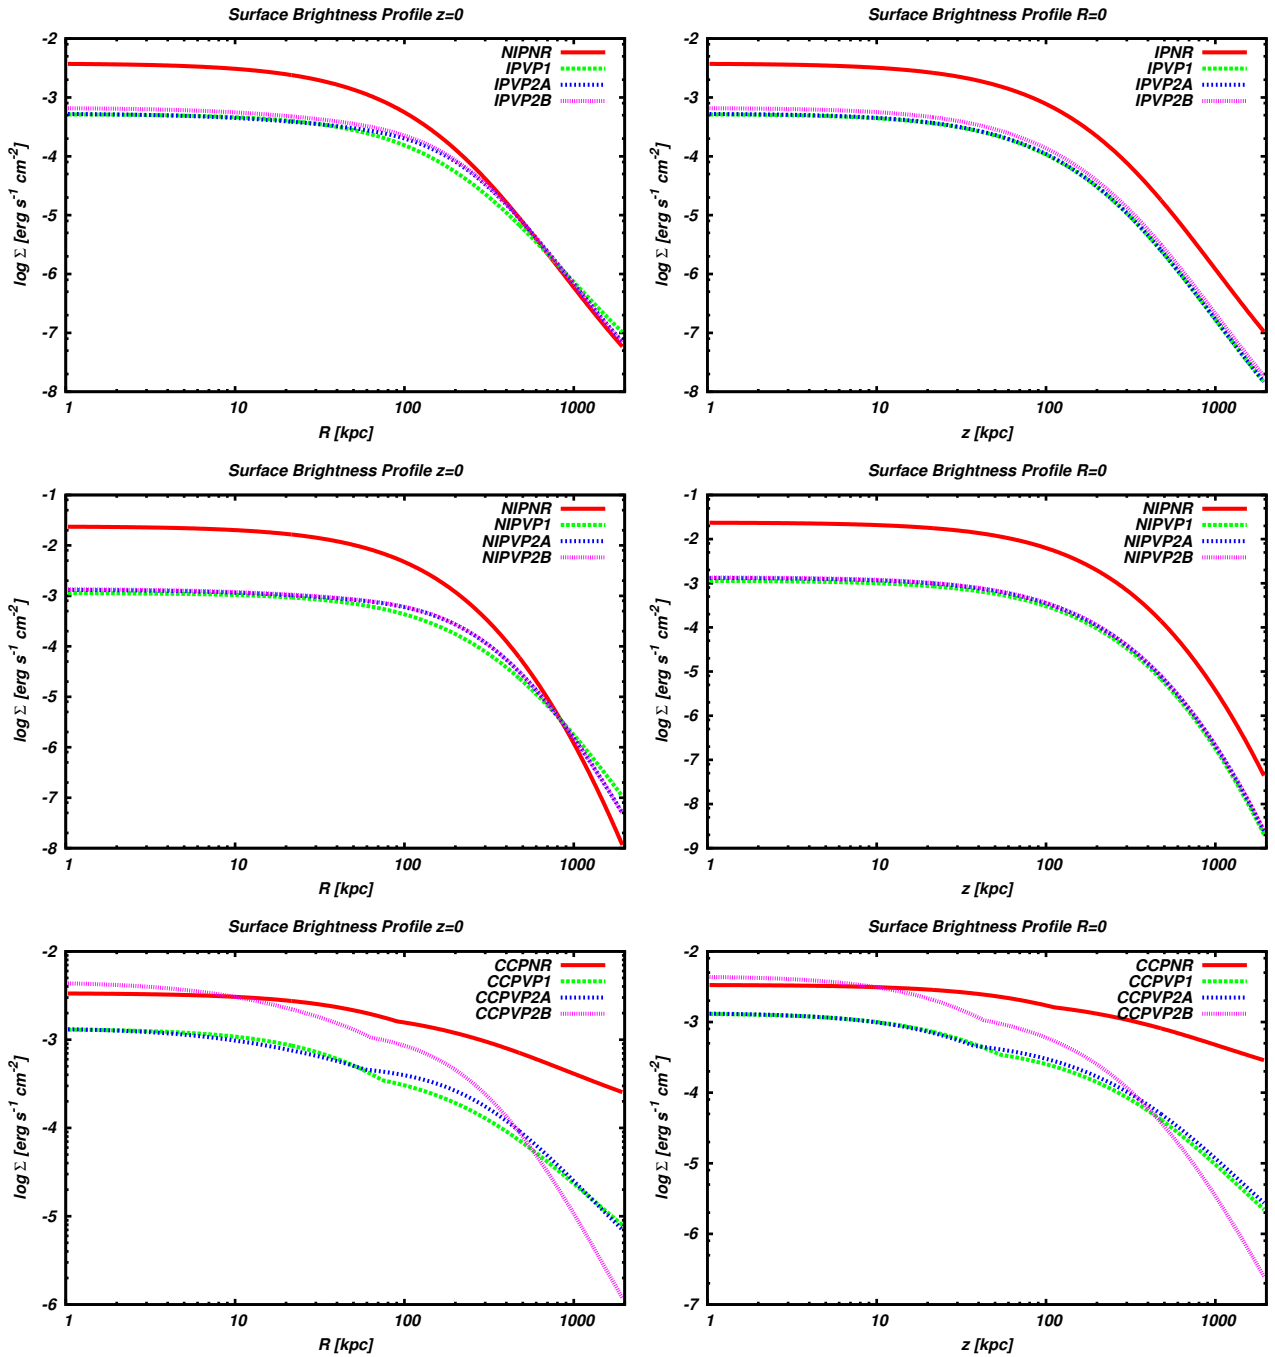 Surface Brightness Profile z=0
-2
-3
-4
-5
-6
-7
-8
log Σ [erg s-1 cm-2]
NIPNR
IPVP1
IPVP2A
IPVP2B
1 10 100 1000
R [kpc]
Surface Brightness Profile R=0
-2
-3
-4
-5
-6
-7
-8
log Σ [erg s-1 cm-2]
IPNR
IPVP1
IPVP2A
IPVP2B
1 10 100 1000
z [kpc]
Surface Brightness Profile z=0
-1
-2
-3
-4
-5
-6
-7
-8
log Σ [erg s-1 cm-2]
NIPNR
NIPVP1
NIPVP2A
NIPVP2B
1 10 100 1000
R [kpc]
Surface Brightness Profile R=0
-1
-2
-3
-4
-5
-6
-7
-8
-9
log Σ [erg s-1 cm-2]
NIPNR
NIPVP1
NIPVP2A
NIPVP2B
1 10 100 1000
z [kpc]
Surface Brightness Profile z=0
-2
-3
-4
-5
-6
log Σ [erg s-1 cm-2]
CCPNR
CCPVP1
CCPVP2A
CCPVP2B
1 10 100 1000
R [kpc]
Surface Brightness Profile R=0
-2
-3
-4
-5
-6
-7
log Σ [erg s-1 cm-2]
CCPNR
CCPVP1
CCPVP2A
CCPVP2B
1 10 100 1000
z [kpc]